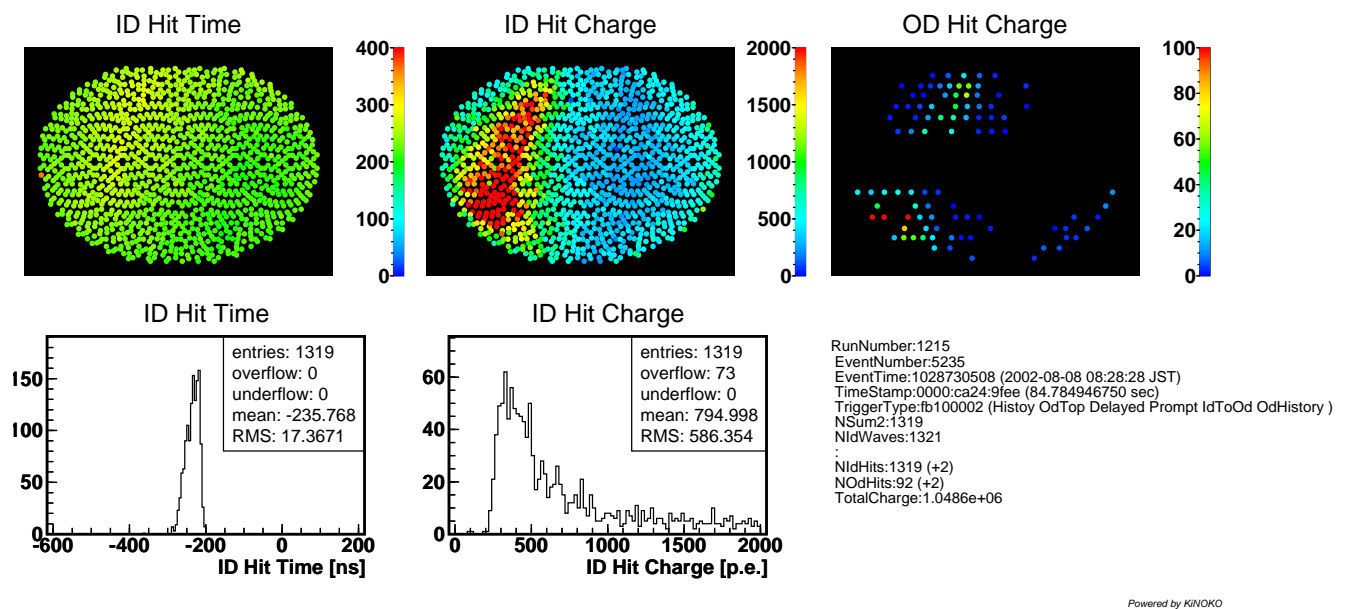 ID Hit Time
ID Hit Charge
OD Hit Charge
400
300
200
100
0
2000
1500
1000
500
0
100
80
60
40
20
0
ID Hit Time
entries: 1319
overflow: 0
underflow: 0
mean: -235.768
RMS: 17.3671
150
100
50
0
-600
-400
-200
0
200
ID Hit Time [ns]
ID Hit Charge
entries: 1319
overflow: 73
underflow: 0
mean: 794.998
RMS: 586.354
60
40
20
0
0
500
1000
1500
2000
ID Hit Charge [p.e.]
RunNumber:1215
EventNumber:5235
EventTime:1028730508 (2002-08-08 08:28:28 JST)
TimeStamp:0000:ca24:9fee (84.784946750 sec)
TriggerType:fb100002 (Histoy OdTop Delayed Prompt IdToOd OdHistory )
NSum2:1319
NIdWaves:1321
:
NIdHits:1319 (+2)
NOdHits:92 (+2)
TotalCharge:1.0486e+06
Powered by KiNOKO